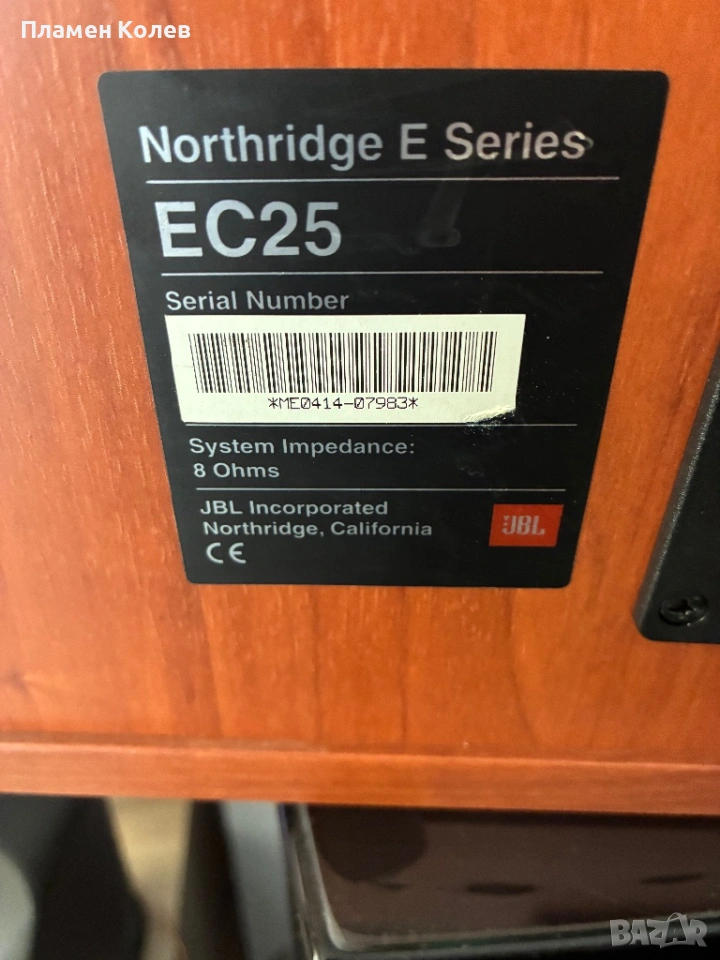 Пламен Колев
Northridge E Series
EC25
Serial Number
*ME0414-07983*
System Impedance:
8 Ohms
JBL Incorporated
Northridge, California
JBL
CE
BAZAR